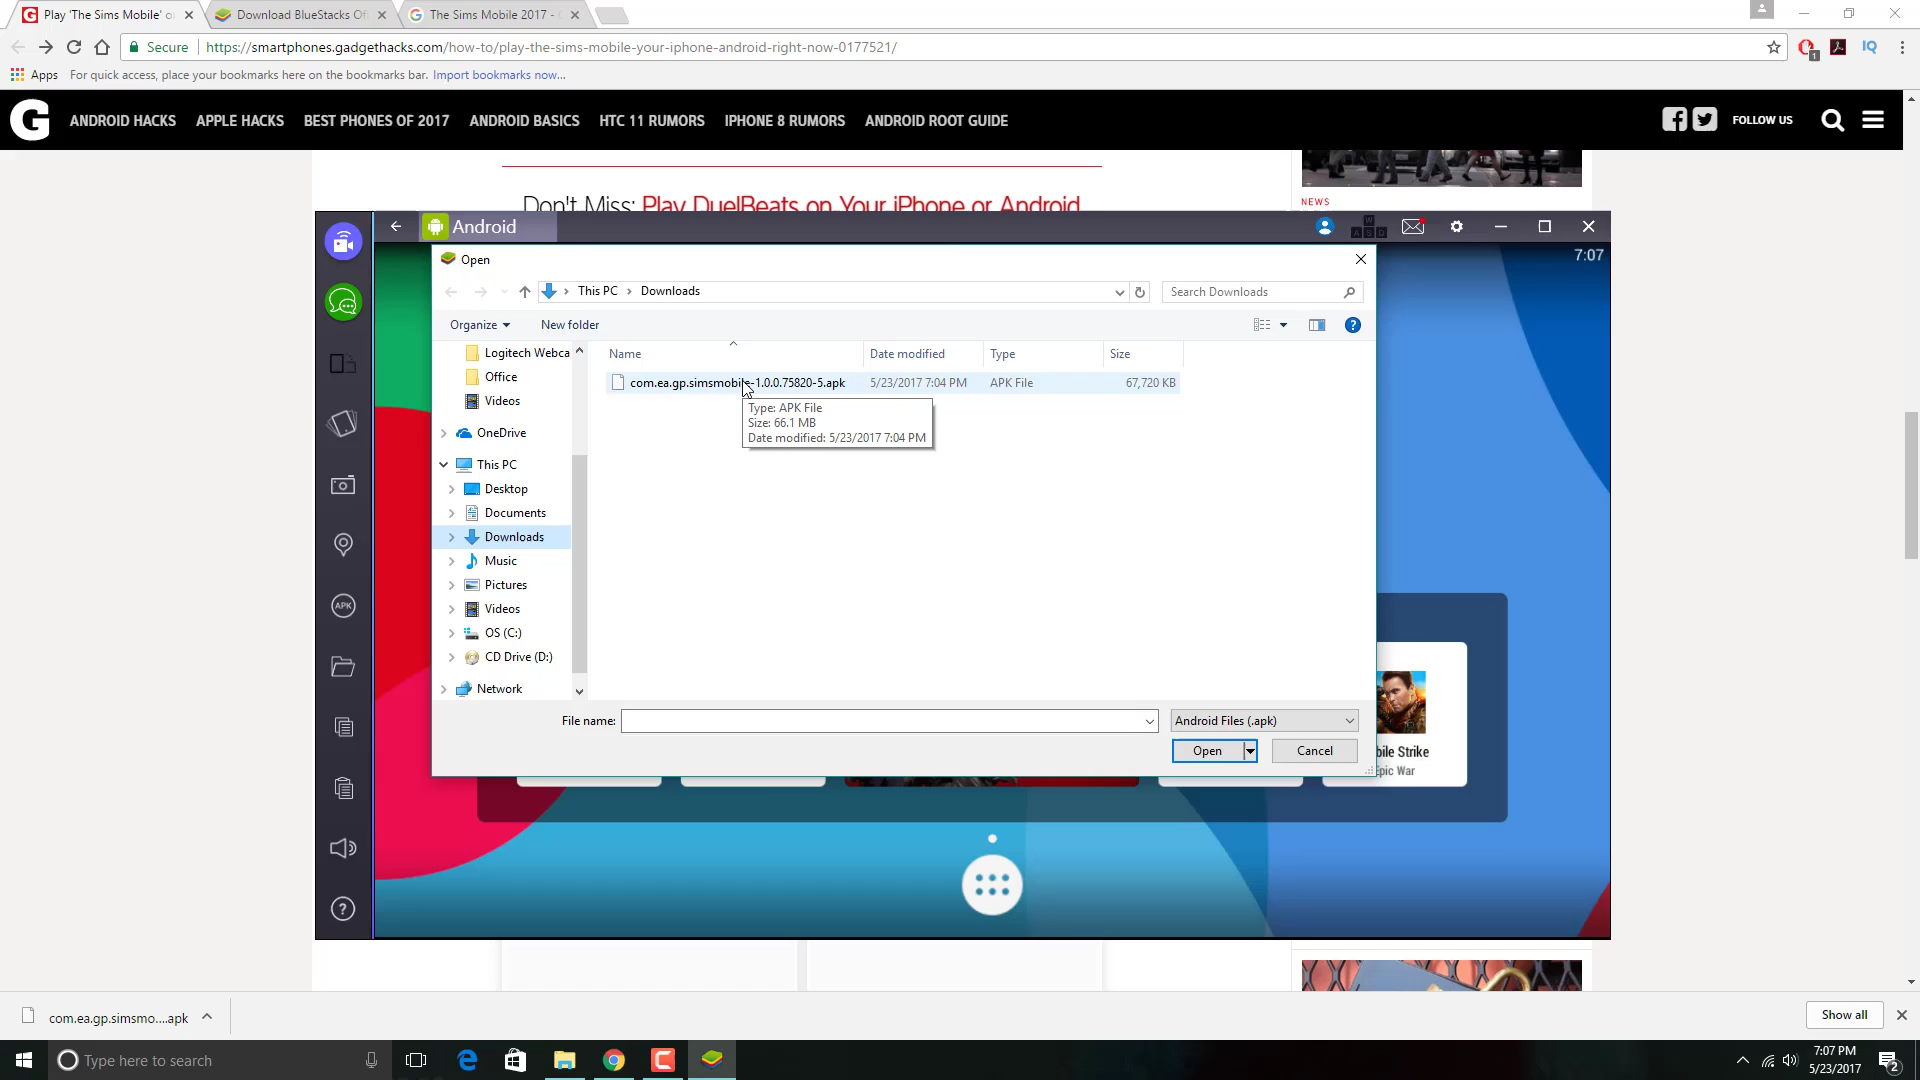 Play 'The Sims Mobile' o
Download BlueStacks Off
The Sims Mobile 2017 -
Secure
https://smartphones.gadgethacks.com/how-to/play-the-sims-mobile-your-iphone-android-right-now-0177521/
1
IQ
Apps
For quick access, place your bookmarks here on the bookmarks bar. Import bookmarks now...
G
ANDROID HACKS
APPLE HACKS
BEST PHONES OF 2017
ANDROID BASICS
HTC 11 RUMORS
IPHONE 8 RUMORS
ANDROID ROOT GUIDE
FOLLOW US
Don't Miss: Play DuelBeats on Your iPhone or Android
NEWS
Android
7:07
Open
This PC
Downloads
Search Downloads
Organize
New folder
Name
Date modified
Type
Size
com.ea.gp.simsmobile-1.0.0.75820-5.apk
5/23/2017 7:04 PM
APK File
67,720 KB
Type: APK File
Size: 66.1 MB
Date modified: 5/23/2017 7:04 PM
Logitech Webca
Office
Videos
OneDrive
This PC
Desktop
Documents
Downloads
Music
Pictures
Videos
OS (C:)
CD Drive (D:)
Network
APK
File name:
Android Files (.apk)
Open
Cancel
bile Strike
Epic War
com.ea.gp.simsmo....apk
Show all
Type here to search
7:07 PM
5/23/2017
2